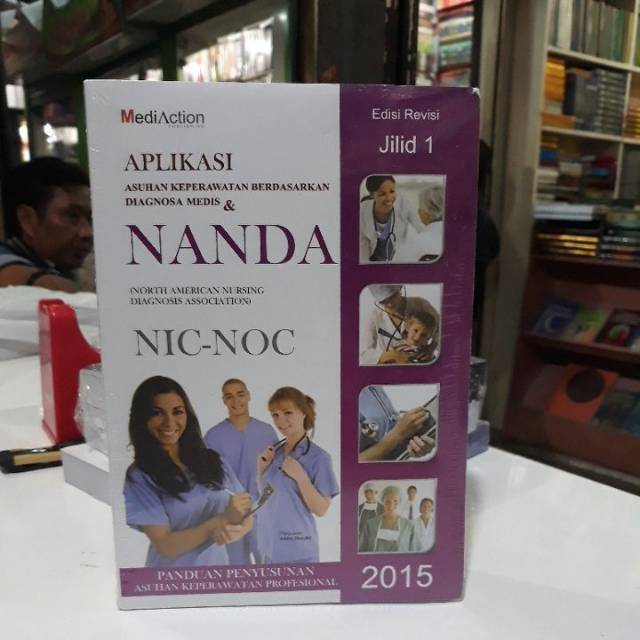 MediAction
PUBLISHING
Edisi Revisi
Jilid 1
APLIKASI
ASUHAN KEPERAWATAN BERDASARKAN
DIAGNOSA MEDIS &
NANDA
(NORTH AMERICAN NURSING
DIAGNOSIS ASSOCIATION)
NIC-NOC
PANDUAN PENYUSUNAN
ASUHAN KEPERAWATAN PROFESIONAL
2015